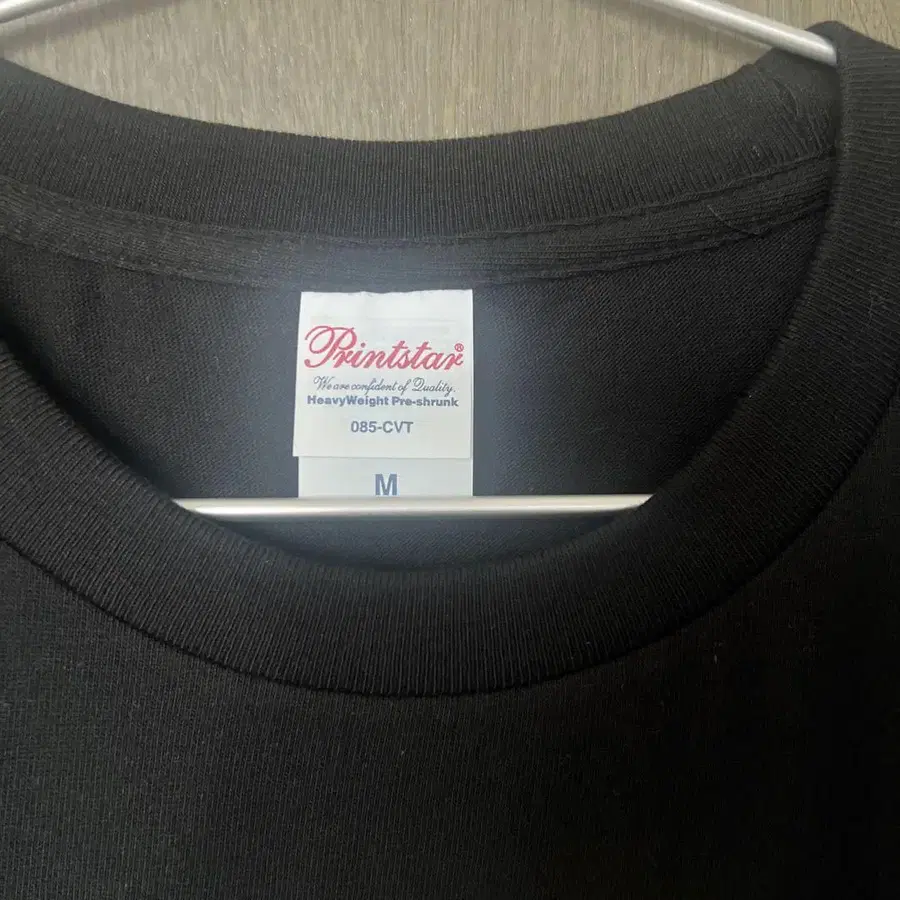 Printstar®
We are confident of Quality.
HeavyWeight Pre-shrunk
085-CVT
M